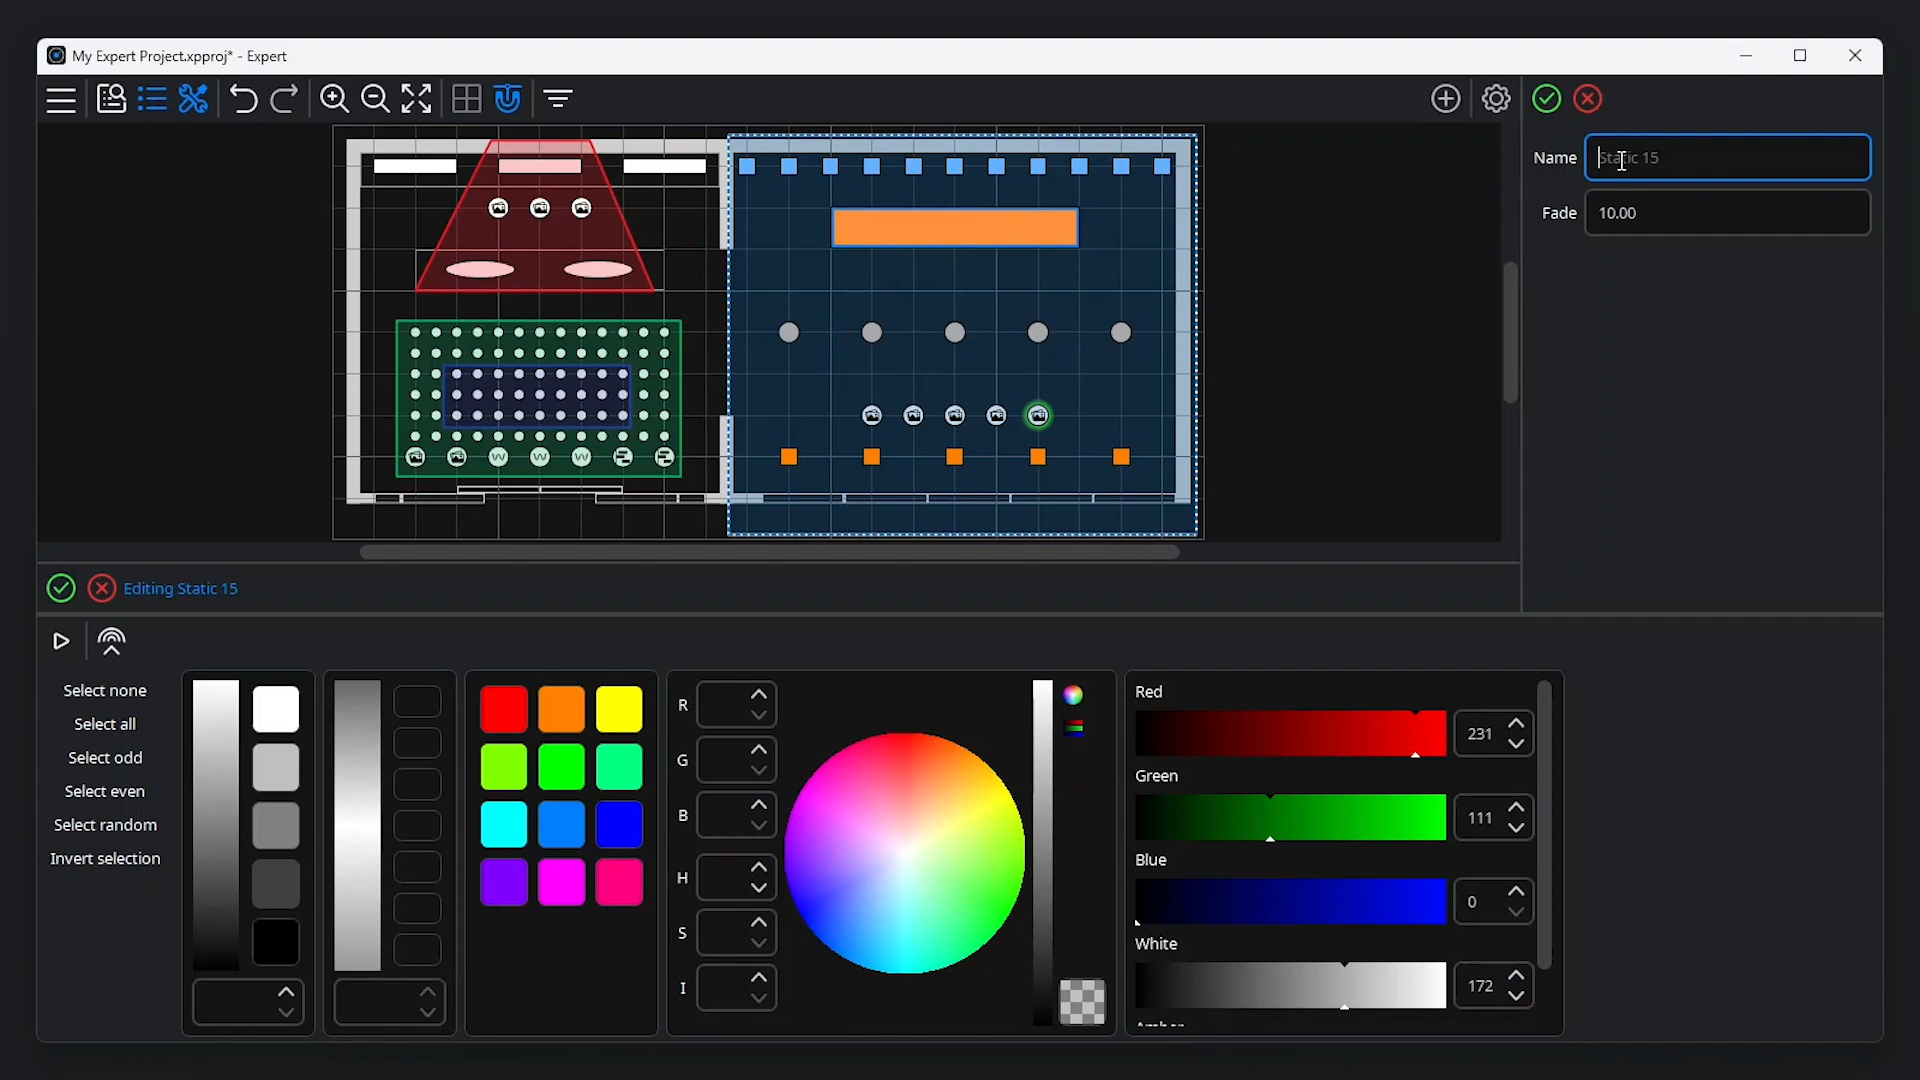 My Expert Project.xpproj* - Expert
Name
Static 15
Fade
10.00
Editing Static 15
Select none
Select all
Select odd
Select even
Select random
Invert selection
R
G
B
H
S
I
Red
231
Green
111
Blue
0
White
172